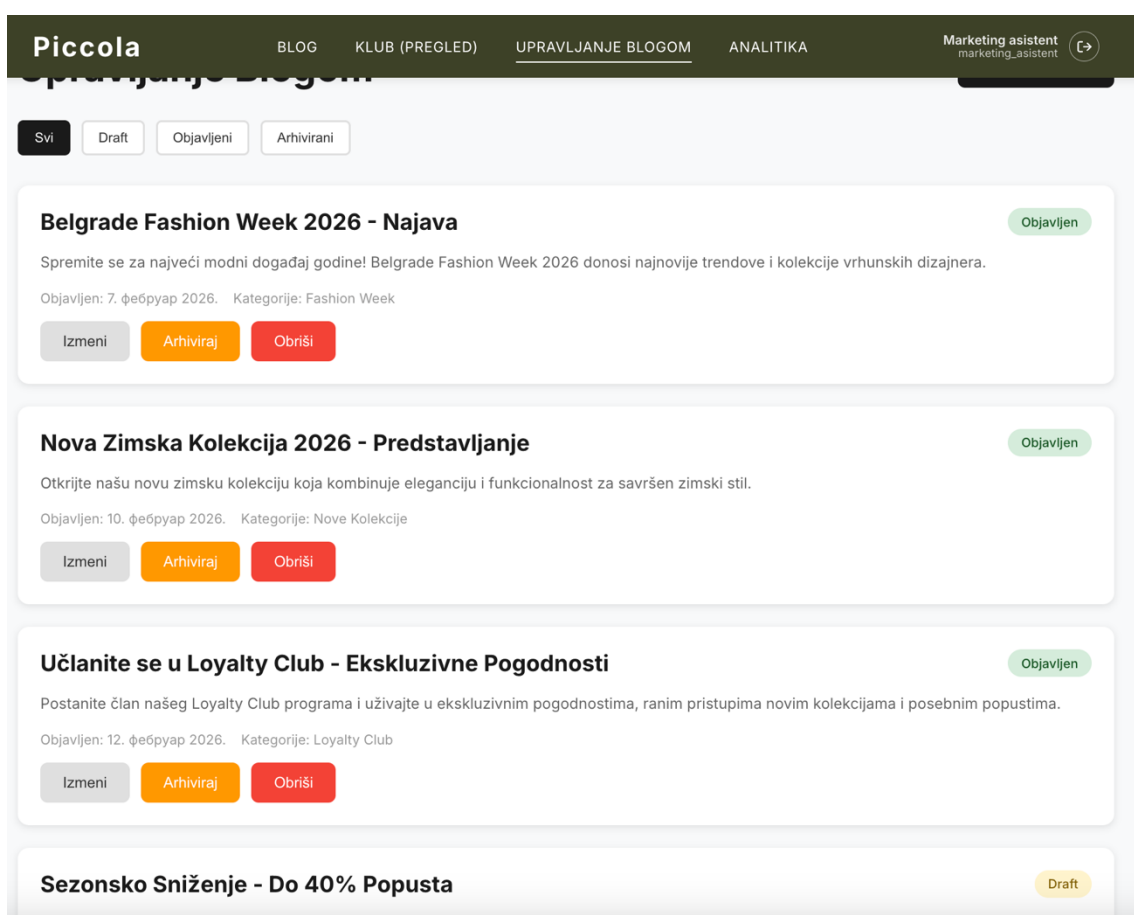 Piccola
BLOG KLUB (PREGLED) UPRAVLJANJE BLOGOM ANALITIKA
Marketing asistent
marketing_asistent
Upravljanje Blogom
Svi Draft Objavljeni Arhivirani
Belgrade Fashion Week 2026 - Najava Objavljen
Spremite se za najveći modni događaj godine! Belgrade Fashion Week 2026 donosi najnovije trendove i kolekcije vrhunskih dizajnera.
Objavljen: 7. фебруар 2026. Kategorije: Fashion Week
Izmeni Arhiviraj Obriši
Nova Zimska Kolekcija 2026 - Predstavljanje Objavljen
Otkrijte našu novu zimsku kolekciju koja kombinuje eleganciju i funkcionalnost za savršen zimski stil.
Objavljen: 10. фебруар 2026. Kategorije: Nove Kolekcije
Izmeni Arhiviraj Obriši
Učlanite se u Loyalty Club - Ekskluzivne Pogodnosti Objavljen
Postanite član našeg Loyalty Club programa i uživajte u ekskluzivnim pogodnostima, ranim pristupima novim kolekcijama i posebnim popustima.
Objavljen: 12. фебруар 2026. Kategorije: Loyalty Club
Izmeni Arhiviraj Obriši
Sezonsko Sniženje - Do 40% Popusta Draft